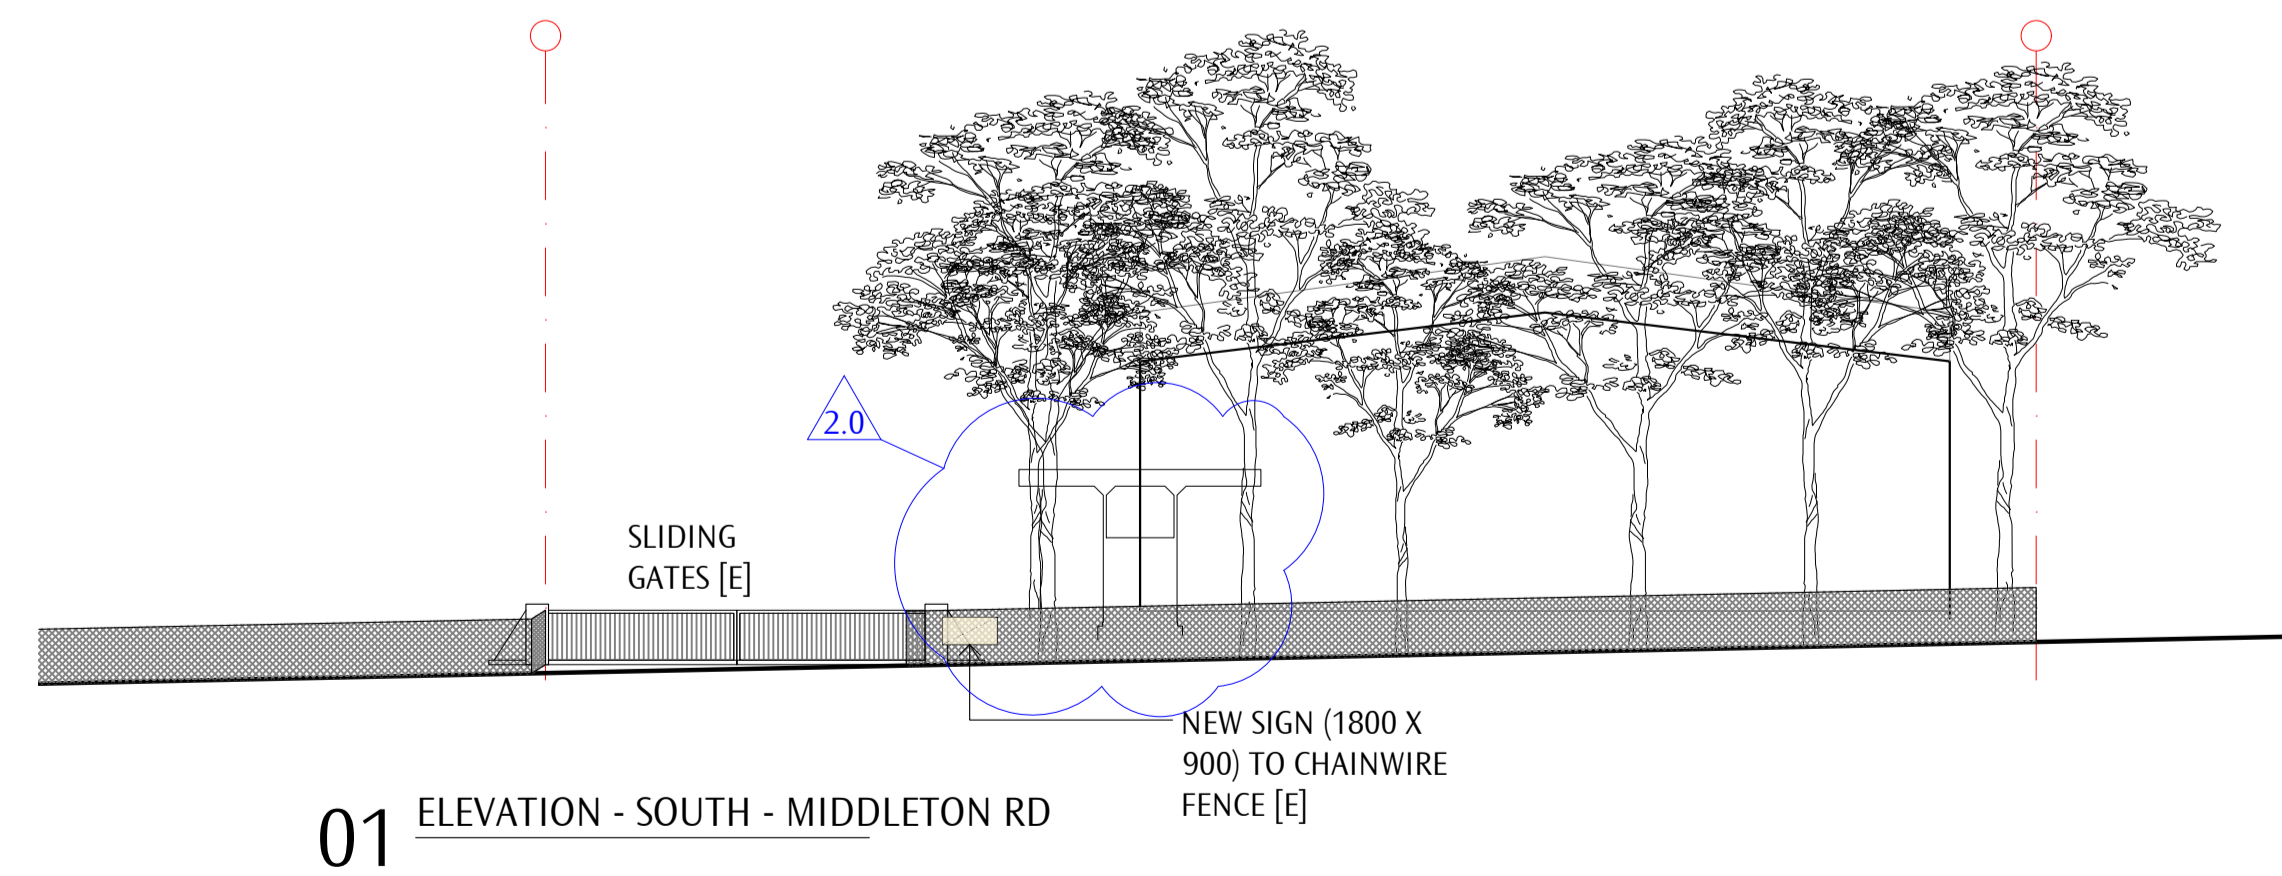 2.0
SLIDING
GATES [E]
NEW SIGN (1800 X
900) TO CHAINWIRE
FENCE [E]
01 ELEVATION - SOUTH - MIDDLETON RD